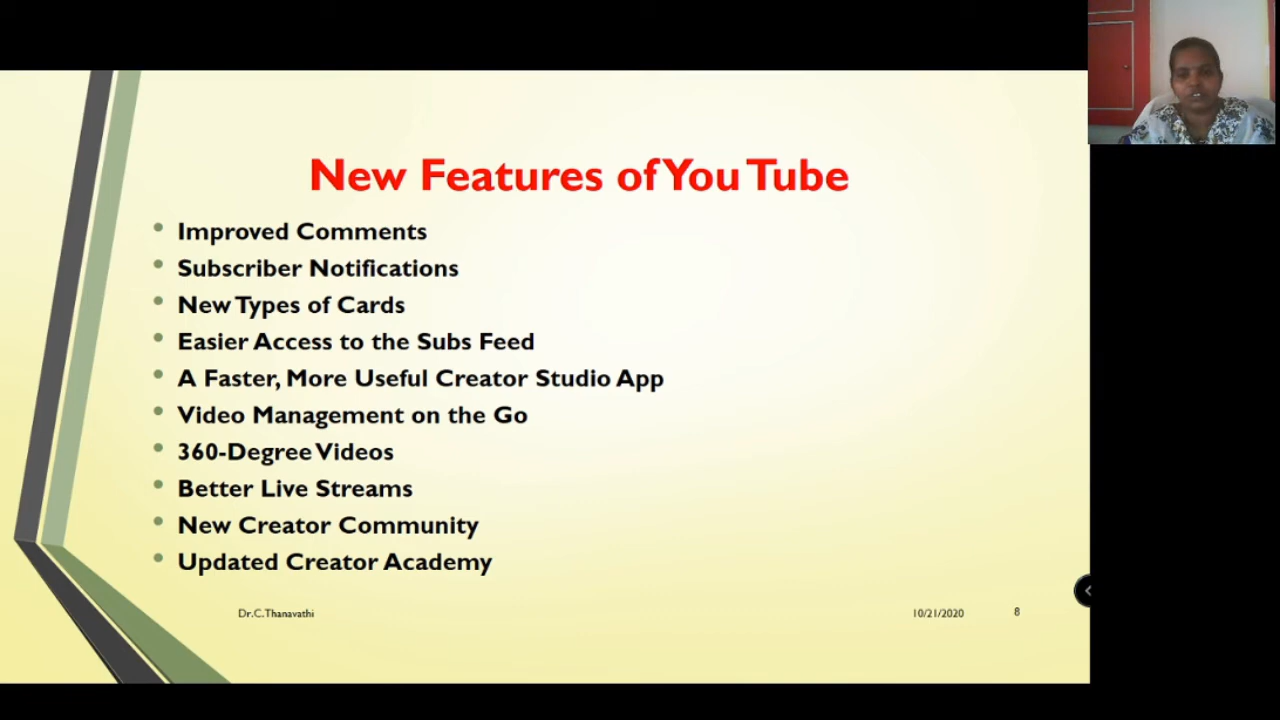 New Features of You Tube
Improved Comments
Subscriber Notifications
New Types of Cards
Easier Access to the Subs Feed
A Faster, More Useful Creator Studio App
Video Management on the Go
360-Degree Videos
Better Live Streams
New Creator Community
Updated Creator Academy
Dr.C.Thanavathi
10/21/2020
8